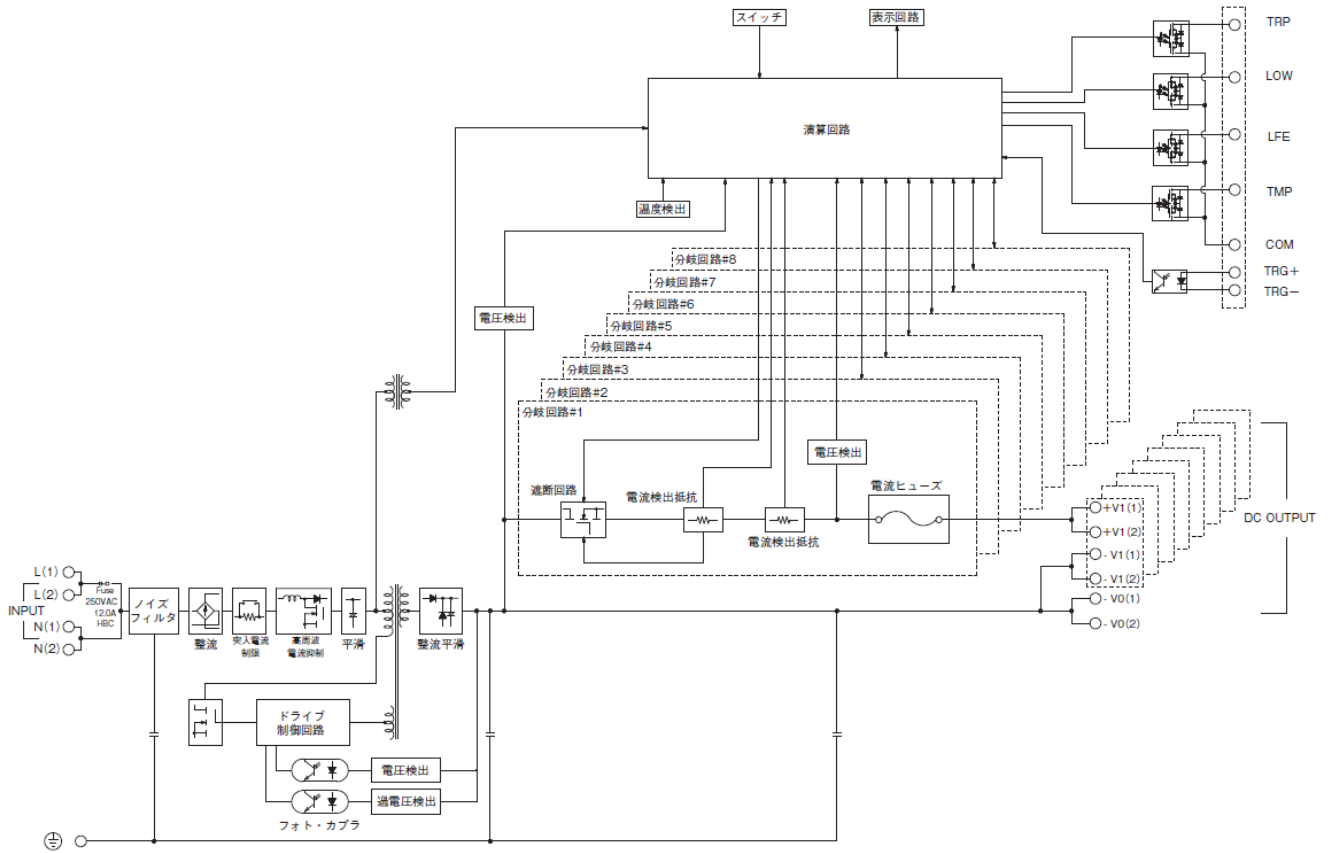 スイッチ
表示回路
TRP
LOW
LFE
TMP
COM
TRG+
TRG−
演算回路
温度検出
電圧検出
分岐回路#8
分岐回路#7
分岐回路#6
分岐回路#5
分岐回路#4
分岐回路#3
分岐回路#2
分岐回路#1
電圧検出
遮断回路
電流検出抵抗
電流検出抵抗
電流ヒューズ
+V1(1)
+V1(2)
- V1(1)
- V1(2)
- V0(1)
- V0(2)
DC OUTPUT
L(1)
L(2)
INPUT
N(1)
N(2)
Fuse
250VAC
f2.0A
HBC
ノイズ
フィルタ
整流
突入電流
制限
高周波
電流抑制
平滑
整流平滑
ドライブ
制御回路
電圧検出
過電圧検出
フォト・カプラ